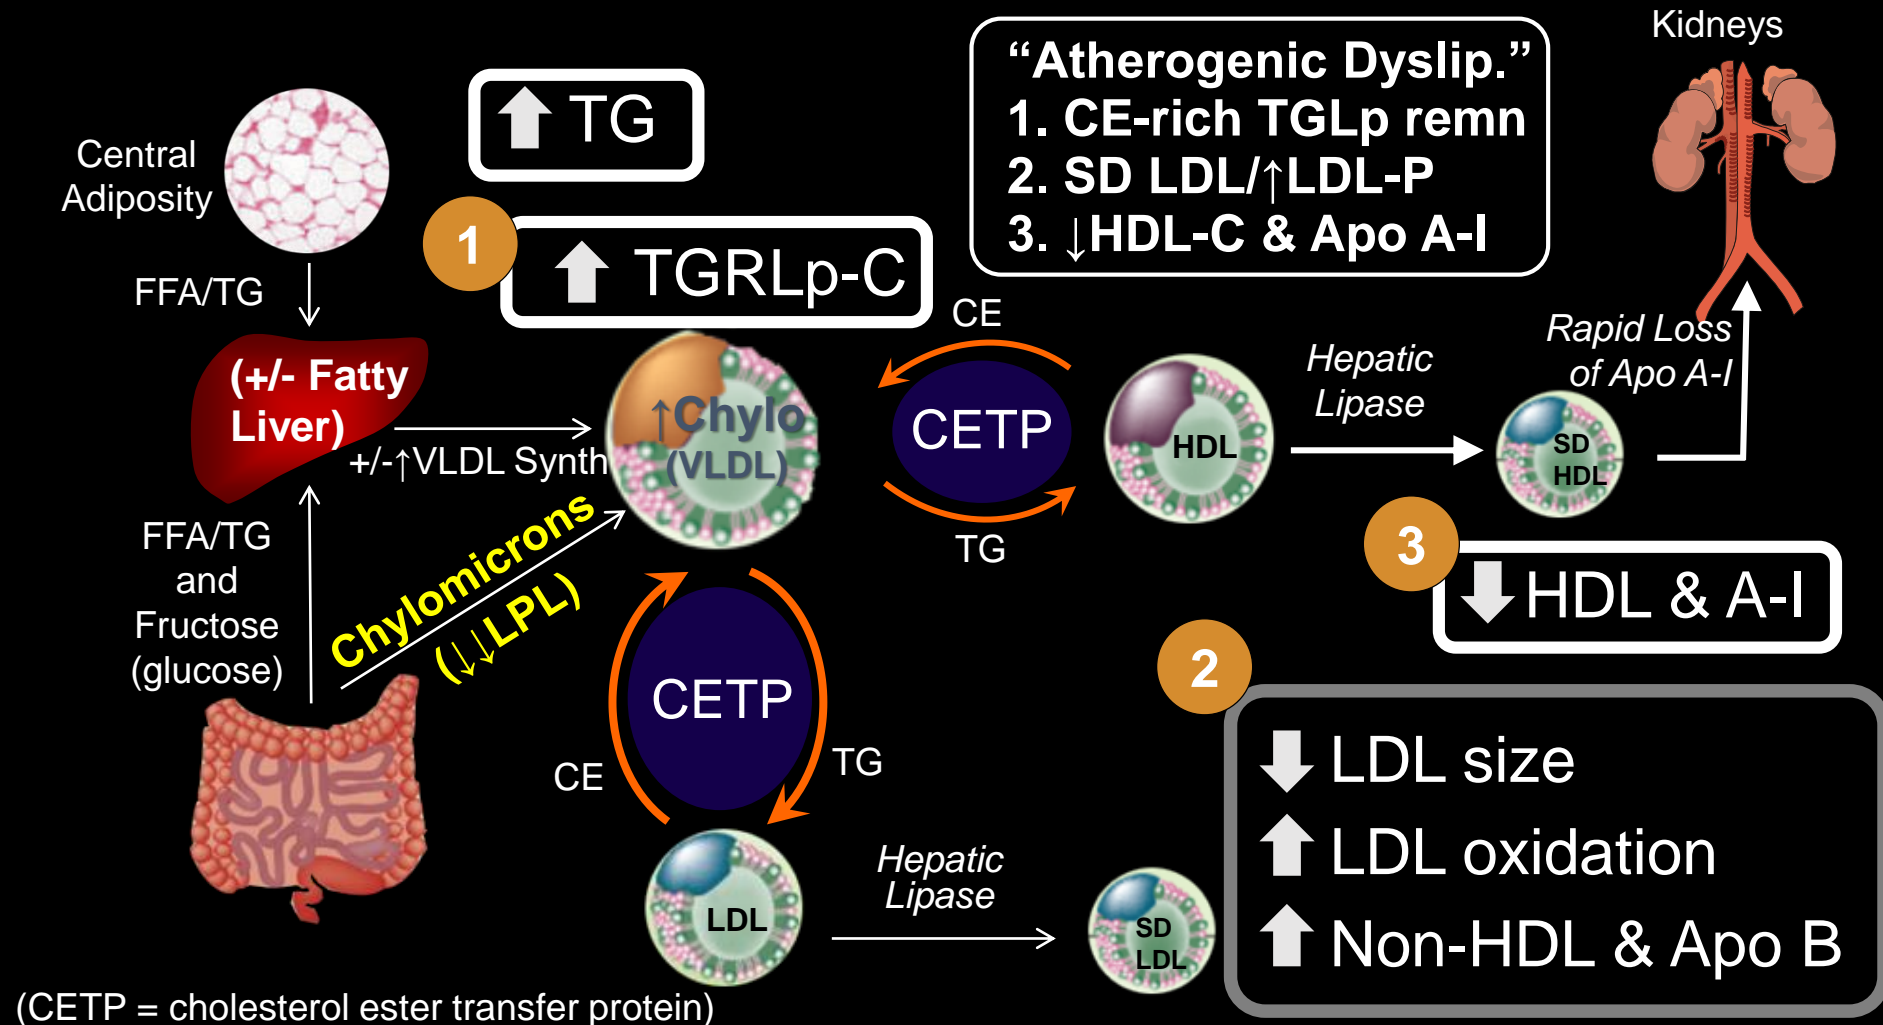 Kidneys
“Atherogenic Dyslip.”
1. CE-rich TGLp remn
2. SD LDL/↑LDL-P
3. ↓HDL-C & Apo A-I
↑ TG
Central
Adiposity
1
↑ TGRLp-C
FFA/TG
CE
Rapid Loss
of Apo A-I
Hepatic
Lipase
(+/- Fatty
Liver)
↑Chylo
(VLDL)
CETP
HDL
SD
HDL
+/-↑VLDL Synth
TG
FFA/TG
and
Fructose
(glucose)
Chylomicrons
(↓↓LPL)
3
↓ HDL & A-I
2
CETP
CE
TG
↓ LDL size
↑ LDL oxidation
↑ Non-HDL & Apo B
LDL
Hepatic
Lipase
SD
LDL
(CETP = cholesterol ester transfer protein)